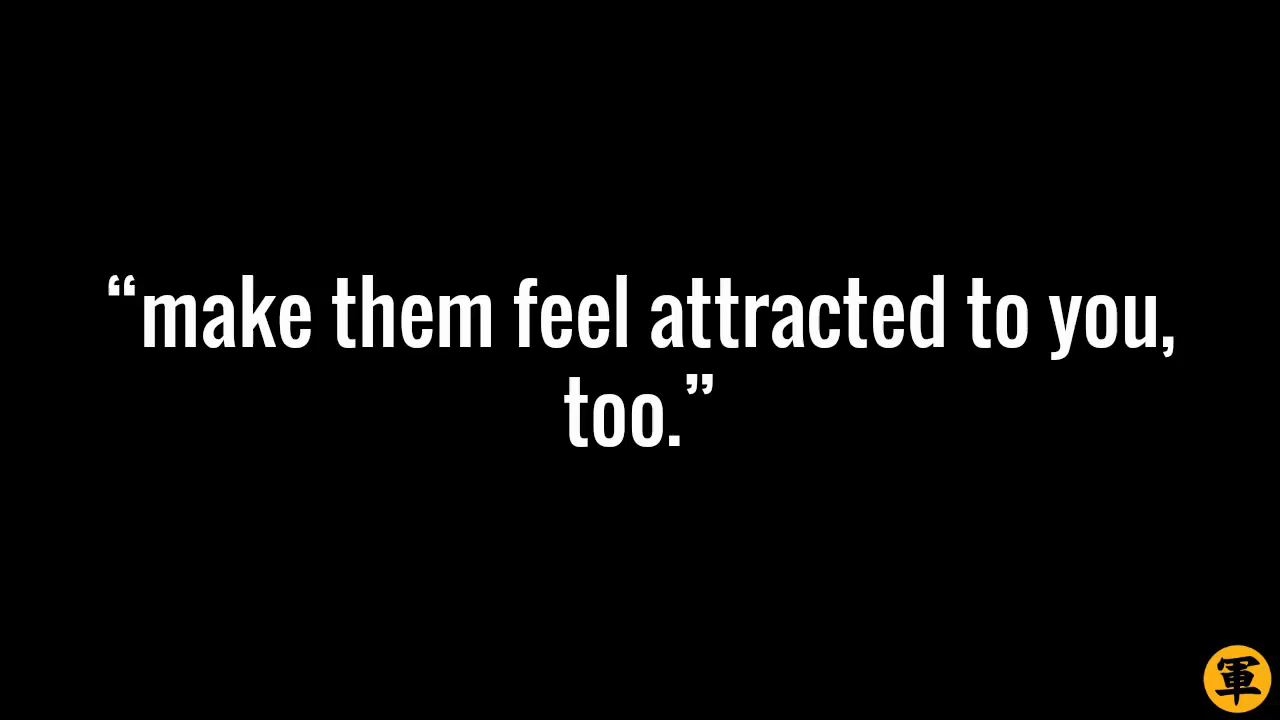 “make them feel attracted to you,
too.”
軍